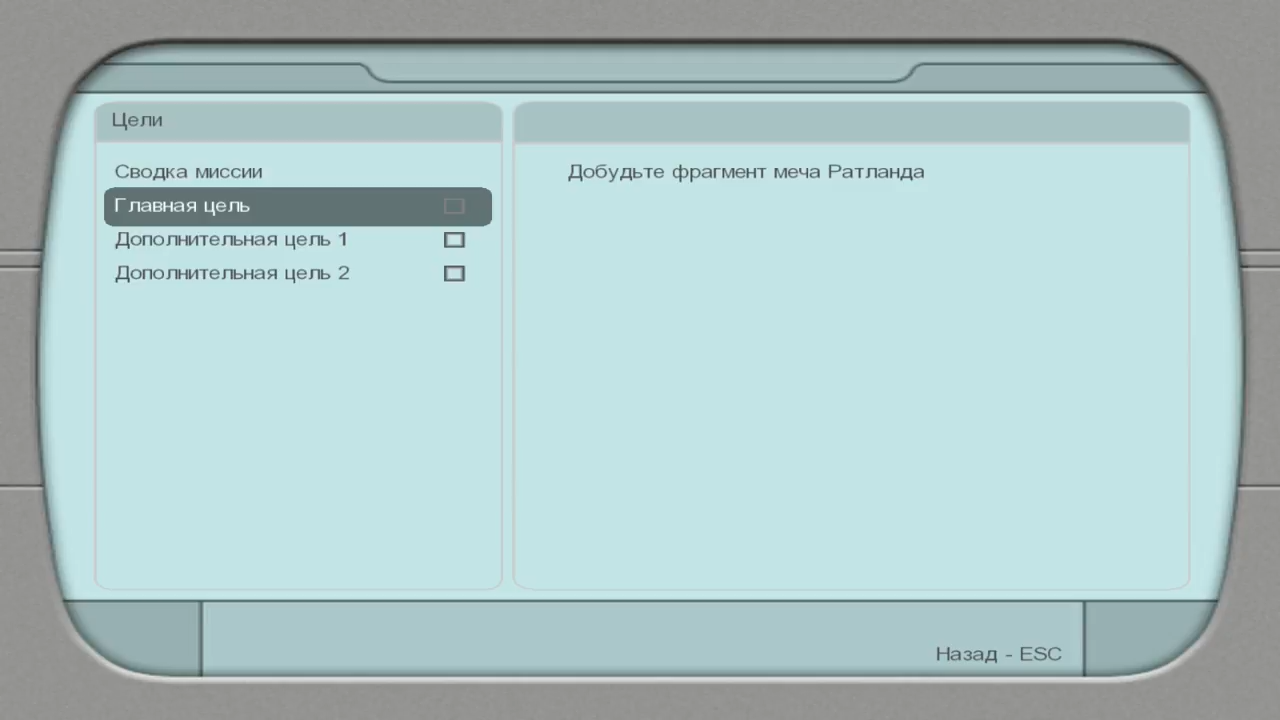 Цели
Сводка миссии
Главная цель
Дополнительная цель 1
Дополнительная цель 2
Добудьте фрагмент меча Ратланда
Назад - ESC